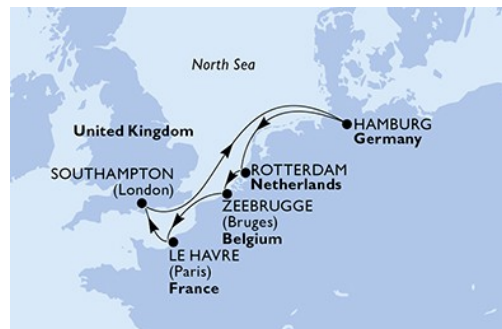 North Sea
United Kingdom
HAMBURG
Germany
SOUTHAMPTON
(London)
ROTTERDAM
Netherlands
ZEEBRUGGE
(Bruges)
Belgium
LE HAVRE
(Paris)
France